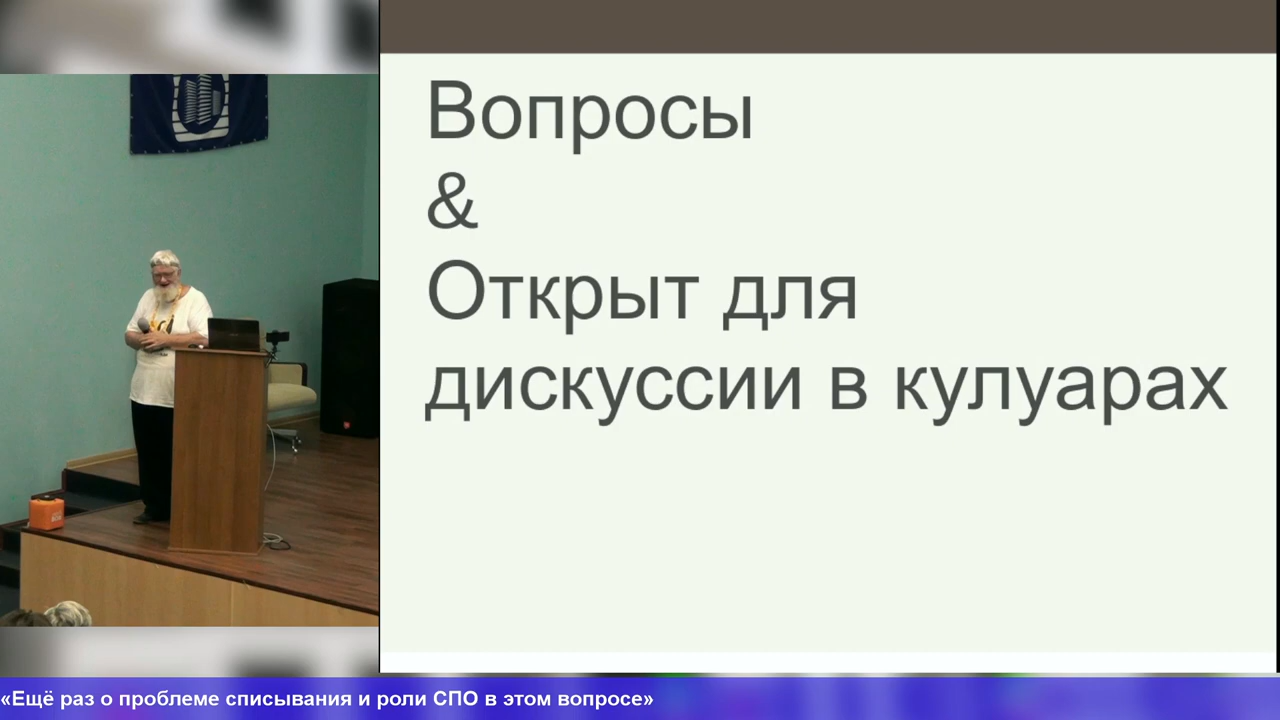 Вопросы
&
Открыт для
дискуссии в кулуарах
«Ещё раз о проблеме списывания и роли СПО в этом вопросе»